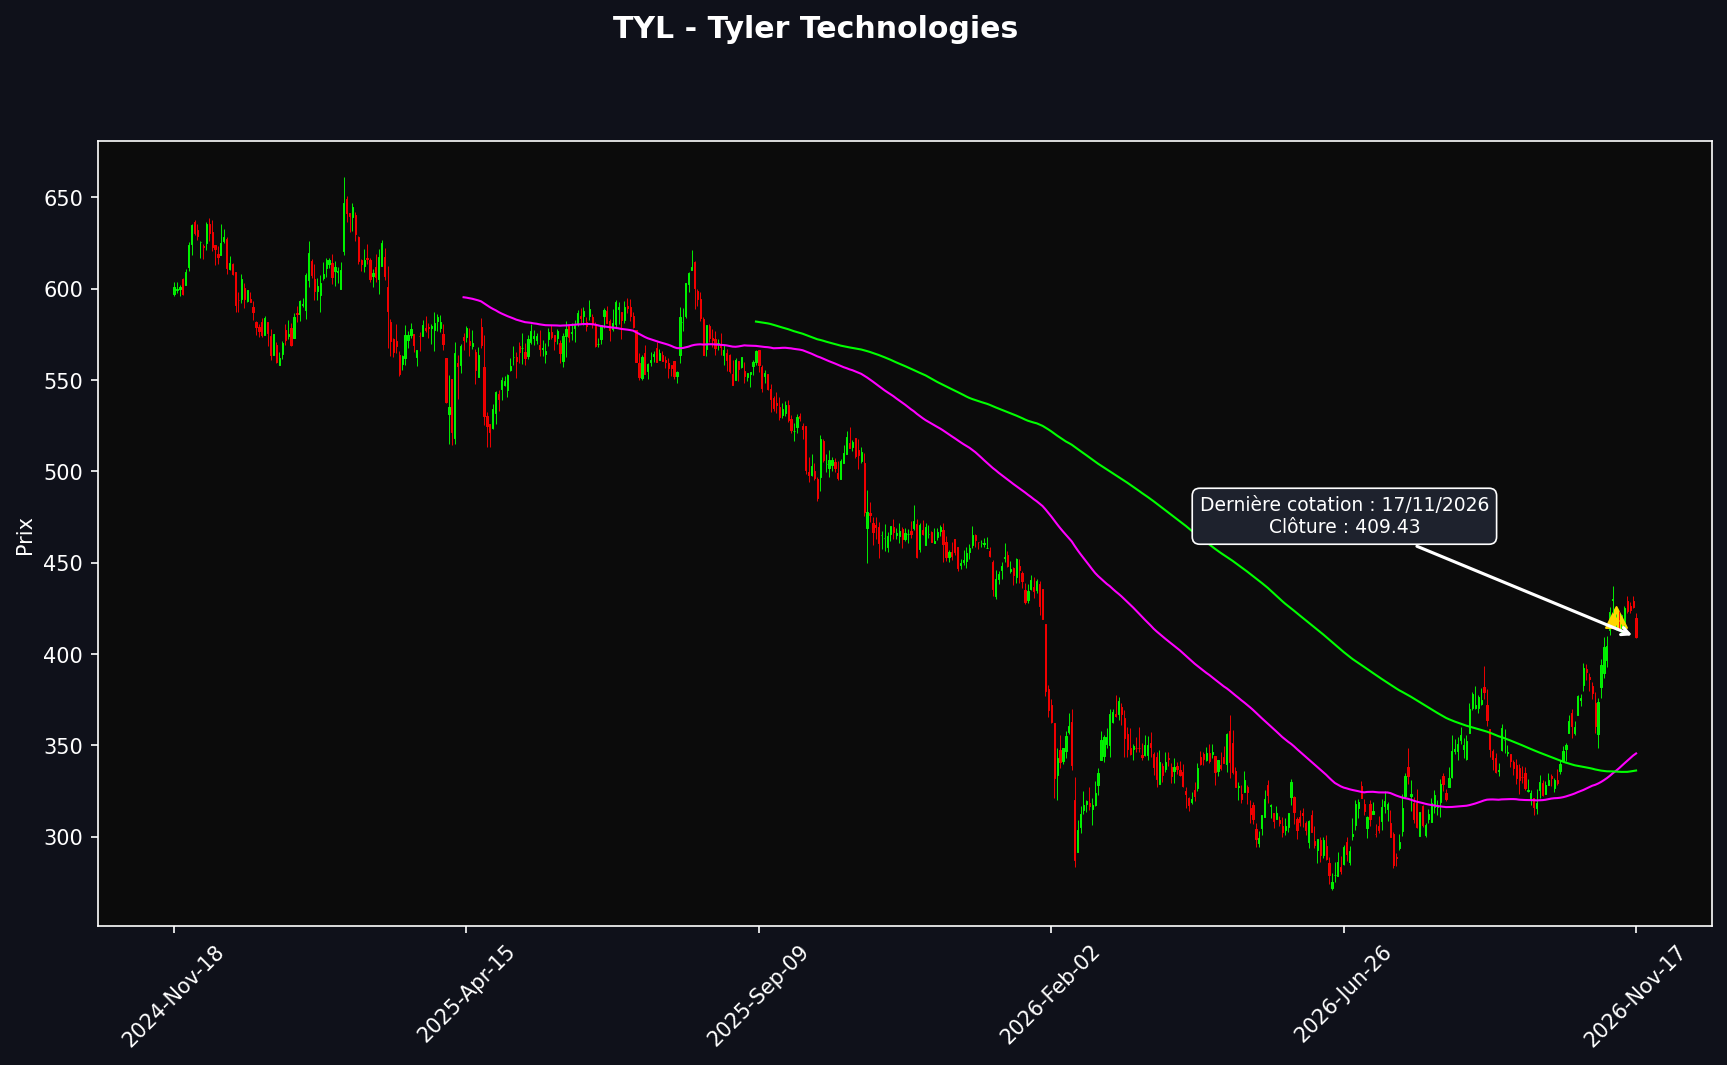 TYL - Tyler Technologies
650
600
550
500
450
400
350
300
Prix
Dernière cotation : 17/11/2026
Clôture : 409.43
2024-Nov-18
2025-Apr-15
2025-Sep-09
2026-Feb-02
2026-Jun-26
2026-Nov-17